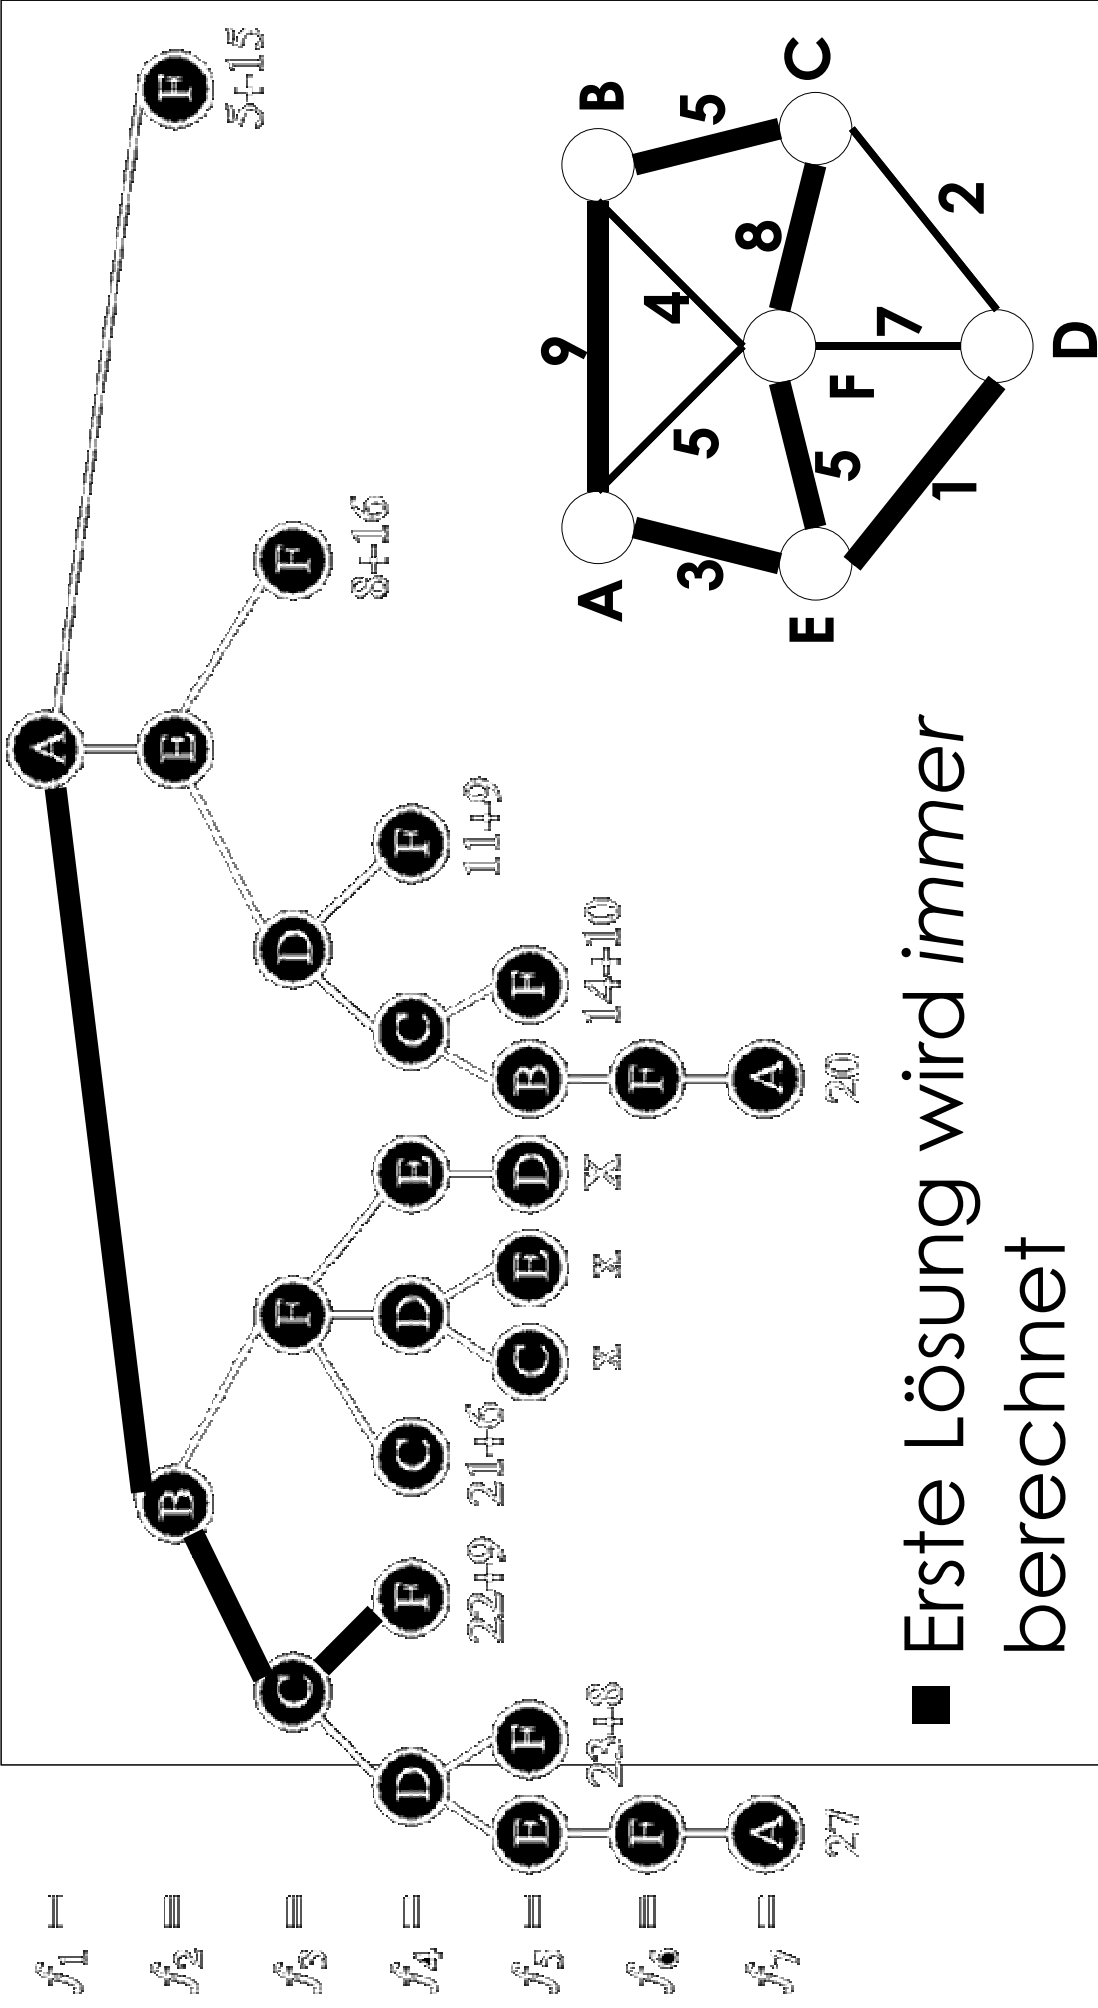 f1 =
f2 =
f3 =
f4 =
f5 =
f6 =
f7 =
A
B
E
F
5+15
C
F
D
F
8+16
D
F
22+9
C
21+6
D
E
C
F
11+9
E
F
23+8
C
x
E
x
D
X
B
F
14+10
F
F
A
27
A
20
A
9
B
3
5
4
5
E
5
8
C
F
1
7
2
D
■ Erste Lösung wird immer
berechnet